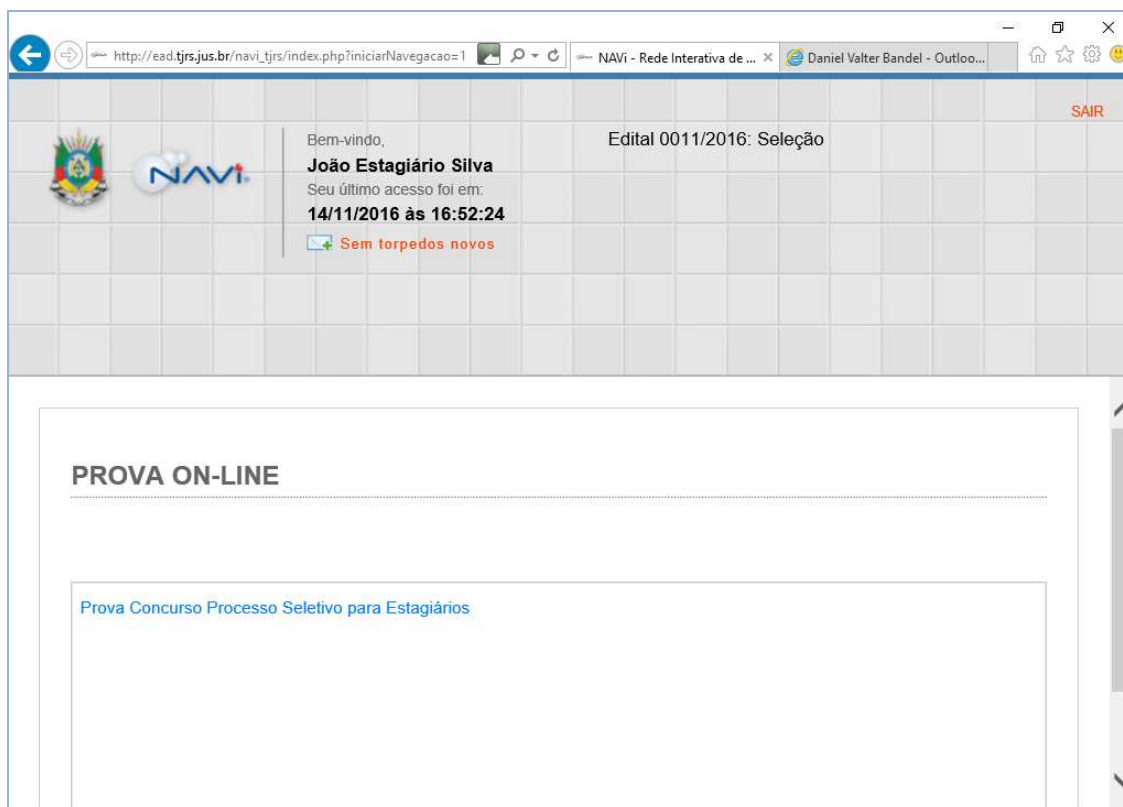 http://ead.tjrs.jus.br/navi_tjrs/index.php?iniciarNavegacao=1
NAVi - Rede Interativa de ...
Daniel Valter Bandel - Outloo...
SAIR
NAVi
Bem-vindo,
João Estagiário Silva
Seu último acesso foi em:
14/11/2016 às 16:52:24
Sem torpedos novos
Edital 0011/2016: Seleção
PROVA ON-LINE
Prova Concurso Processo Seletivo para Estagiários